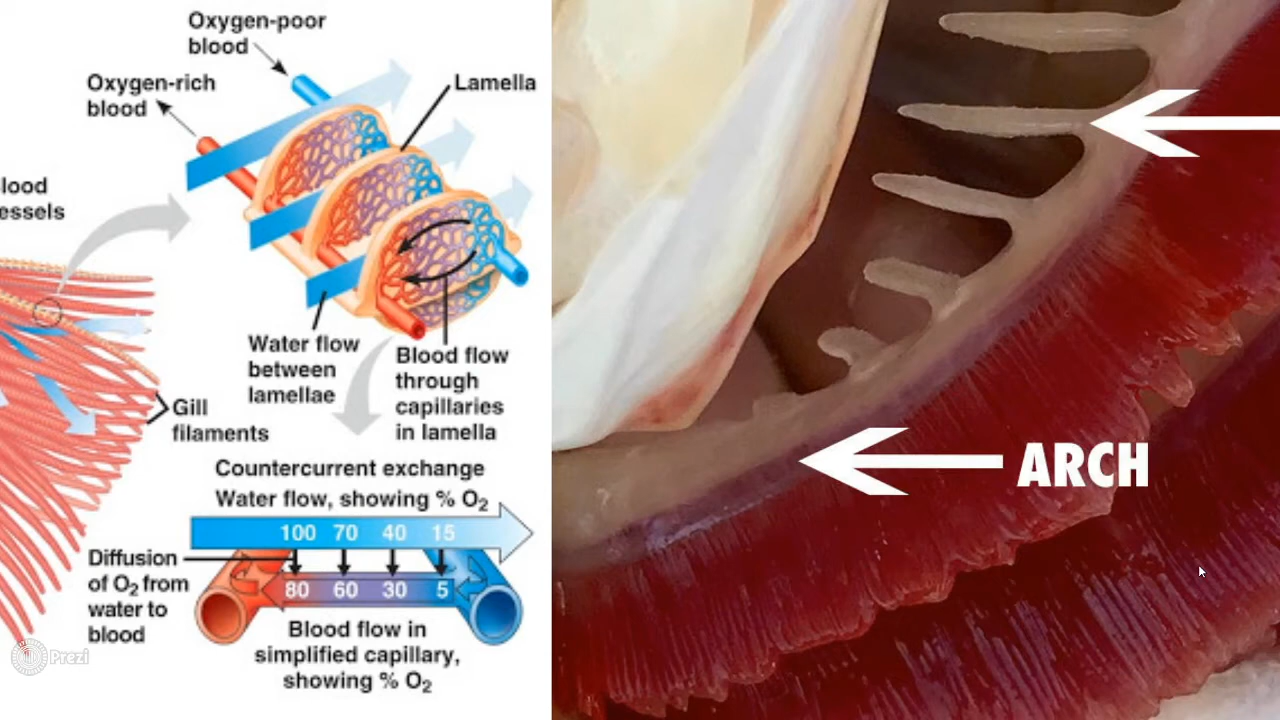 Oxygen-poor
blood
Oxygen-rich
blood
Lamella
lood
essels
Water flow
between
lamellae
Blood flow
through
capillaries
in lamella
Gill
filaments
Countercurrent exchange
Water flow, showing % O₂
100 70 40 15
Diffusion
of O₂ from
water to
blood
80 60 30 5
Blood flow in
simplified capillary,
showing % O₂
Prezi
ARCH